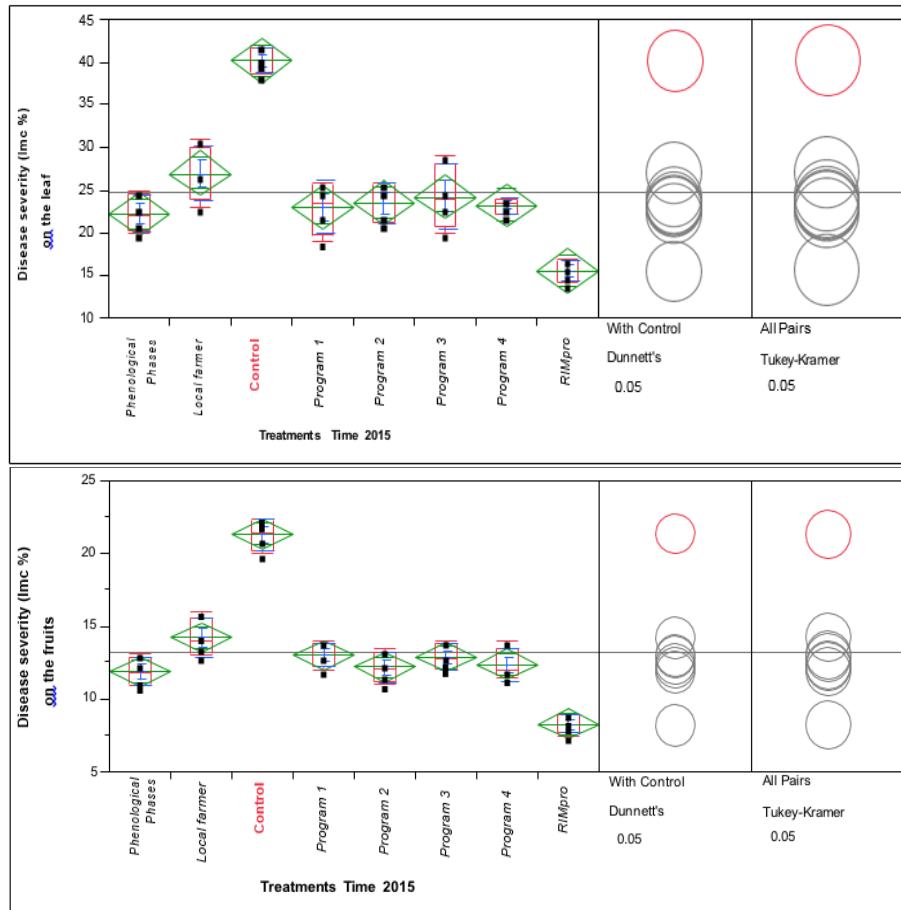 Disease severity (Imc %)
on the leaf
45
40
35
30
25
20
15
10
Phenological
Phases
Local farmer
Control
Program 1
Program 2
Program 3
Program 4
RIMpro
With Control
Dunnett's
0.05
All Pairs
Tukey-Kramer
0.05
Treatments Time 2015
Disease severity (Imc %)
on the fruits
25
20
15
10
5
Phenological
Phases
Local farmer
Control
Program 1
Program 2
Program 3
Program 4
RIMpro
With Control
Dunnett's
0.05
All Pairs
Tukey-Kramer
0.05
Treatments Time 2015